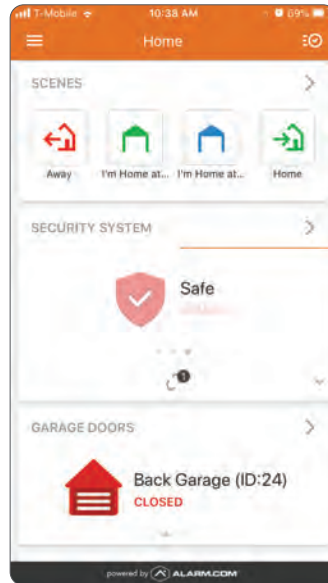 T-Mobile 10:38 AM 69%
Home
SCENES
Away I'm Home at... I'm Home at... Home
SECURITY SYSTEM
Safe
1
GARAGE DOORS
Back Garage (ID:24)
CLOSED
powered by ALARM.COM